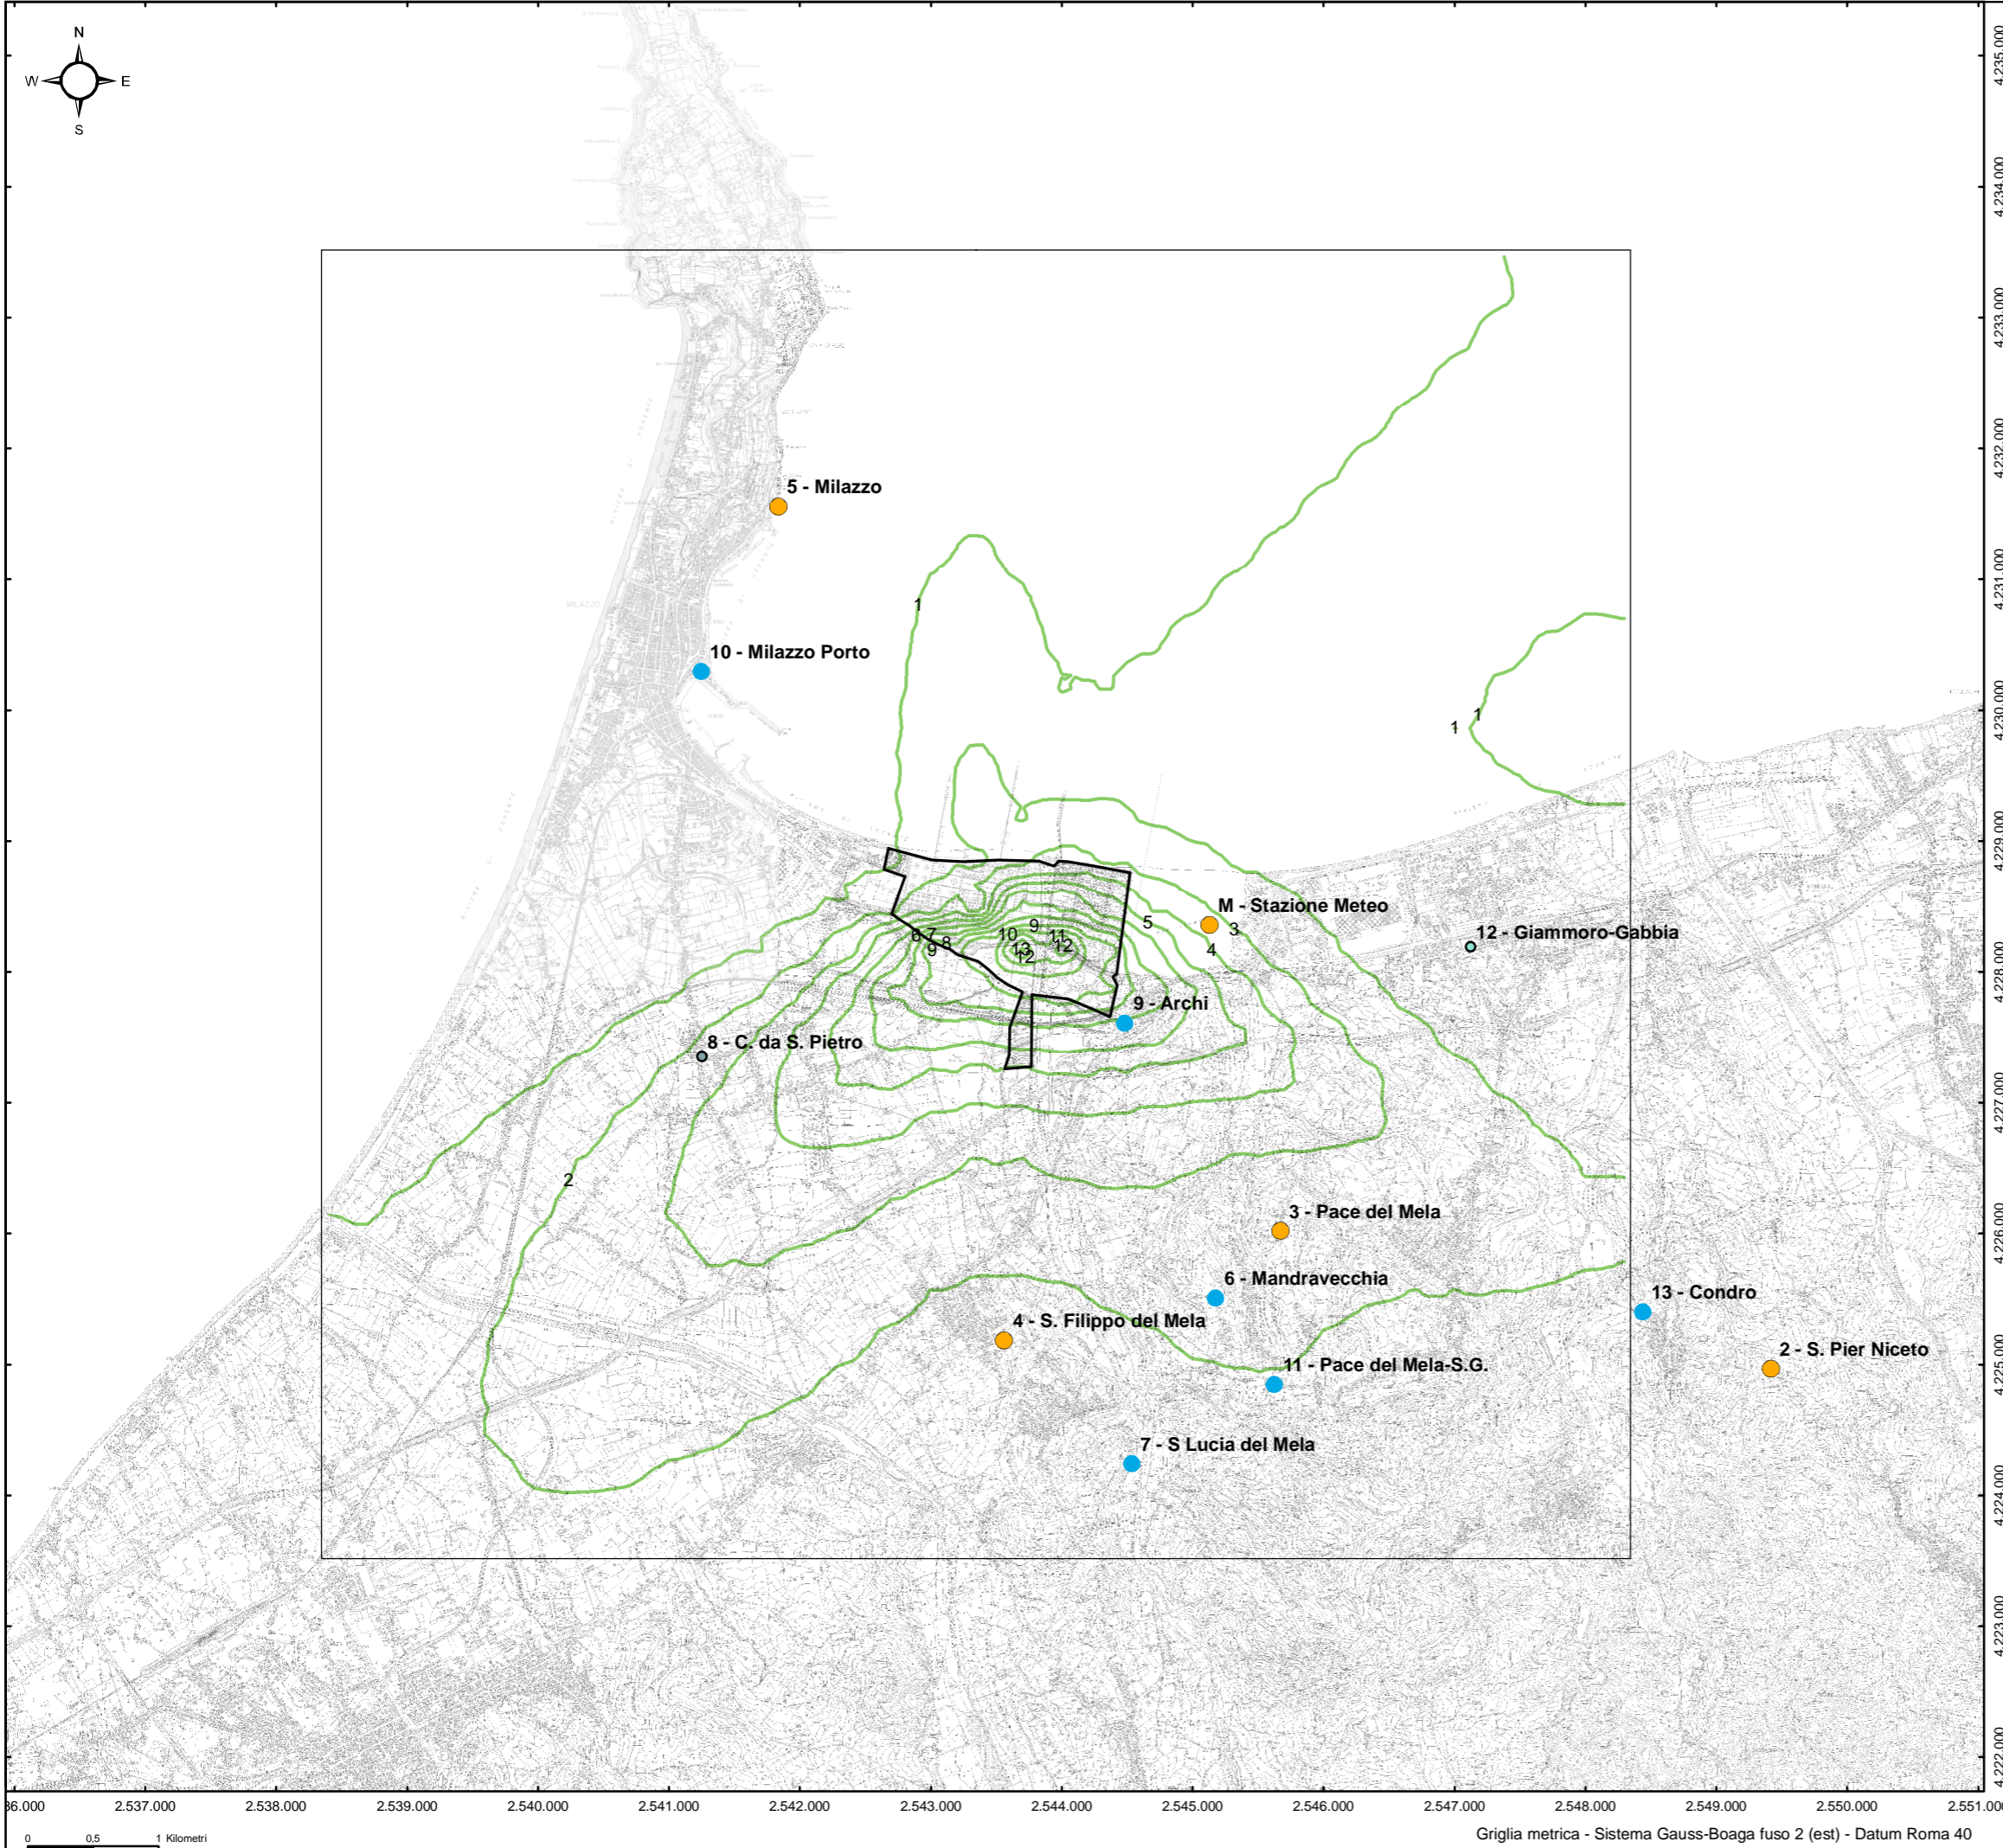 N
W E
S
5 - Milazzo
MILAZZO
1
10 - Milazzo Porto
1
1
M - Stazione Meteo
5
3
4
9
6
7
8
9
10
11
13
12
12
12 - Giammoro-Gabbia
9 - Archi
8 - C. da S. Pietro
2
3 - Pace del Mela
6 - Mandravecchia
13 - Condro
4 - S. Filippo del Mela
2 - S. Pier Niceto
11 - Pace del Mela-S.G.
7 - S Lucia del Mela
4.235.000
4.234.000
4.233.000
4.232.000
4.231.000
4.230.000
4.229.000
4.228.000
4.227.000
4.226.000
4.225.000
4.224.000
4.223.000
4.222.000
36.000 2.537.000 2.538.000 2.539.000 2.540.000 2.541.000 2.542.000 2.543.000 2.544.000 2.545.000 2.546.000 2.547.000 2.548.000 2.549.000 2.550.000 2.551.00
0 0,5 1 Kilometri
Griglia metrica - Sistema Gauss-Boaga fuso 2 (est) - Datum Roma 40